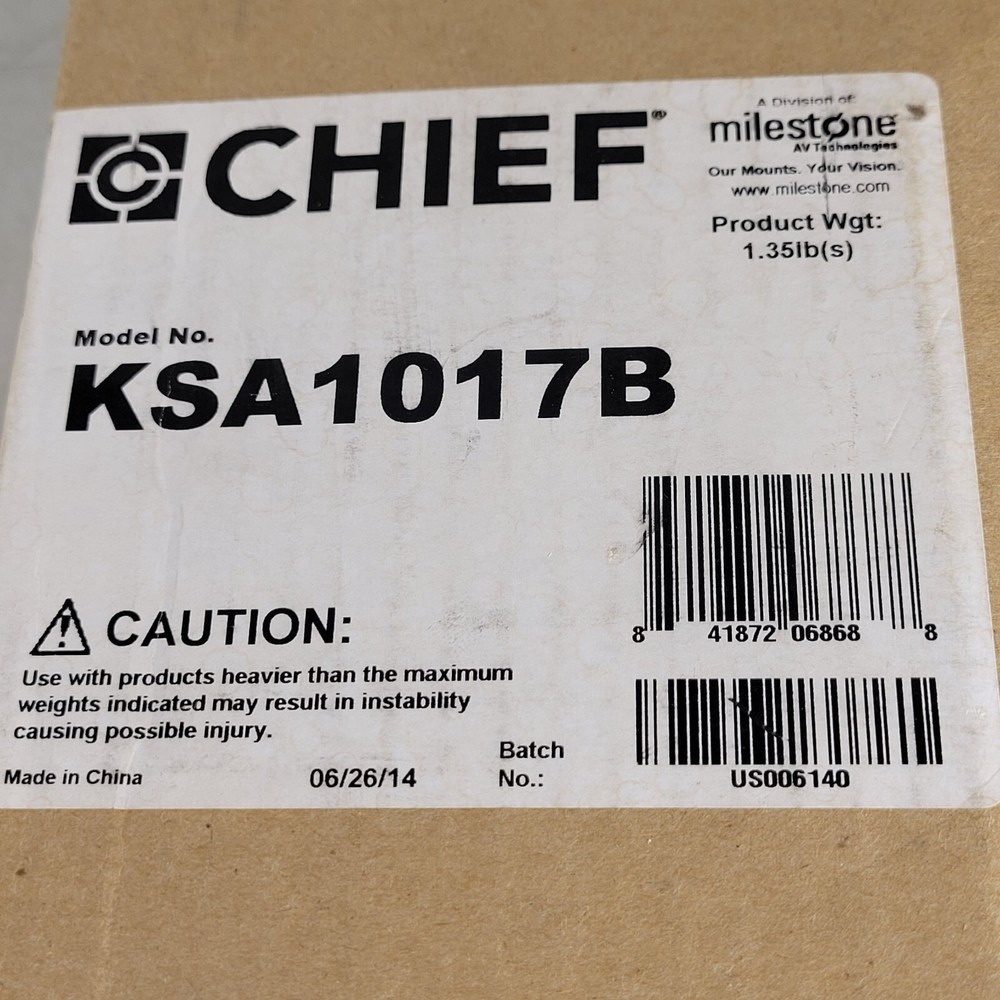 CHIEF®
A Division of:
milestone
AV Technologies
Our Mounts. Your Vision.
www.milestone.com
Product Wgt:
1.35lb(s)
Model No.
KSA1017B
8 41872 06868 8
CAUTION:
Use with products heavier than the maximum
weights indicated may result in instability
causing possible injury.
Made in China
06/26/14
Batch
No.:
US006140